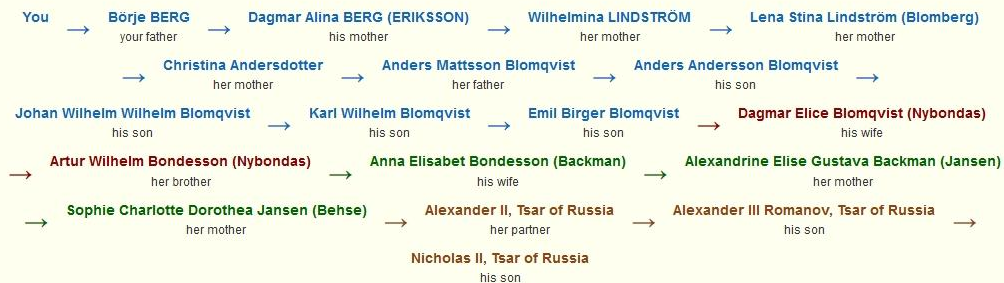 You → Börje BERG → Dagmar Alina BERG (ERIKSSON) → Wilhelmina LINDSTRÖM → Lena Stina Lindström (Blomberg)
your father his mother her mother her mother
→ Christina Andersdotter → Anders Mattsson Blomqvist → Anders Andersson Blomqvist →
her mother her father his son
Johan Wilhelm Wilhelm Blomqvist → Karl Wilhelm Blomqvist → Emil Birger Blomqvist → Dagmar Elice Blomqvist (Nybondas)
his son his son his son his wife
→ Artur Wilhelm Bondesson (Nybondas) → Anna Elisabet Bondesson (Backman) → Alexandrine Elise Gustava Backman (Jansen)
her brother his wife her mother
→ Sophie Charlotte Dorothea Jansen (Behse) → Alexander II, Tsar of Russia → Alexander III Romanov, Tsar of Russia →
her mother her partner his son
Nicholas II, Tsar of Russia
his son